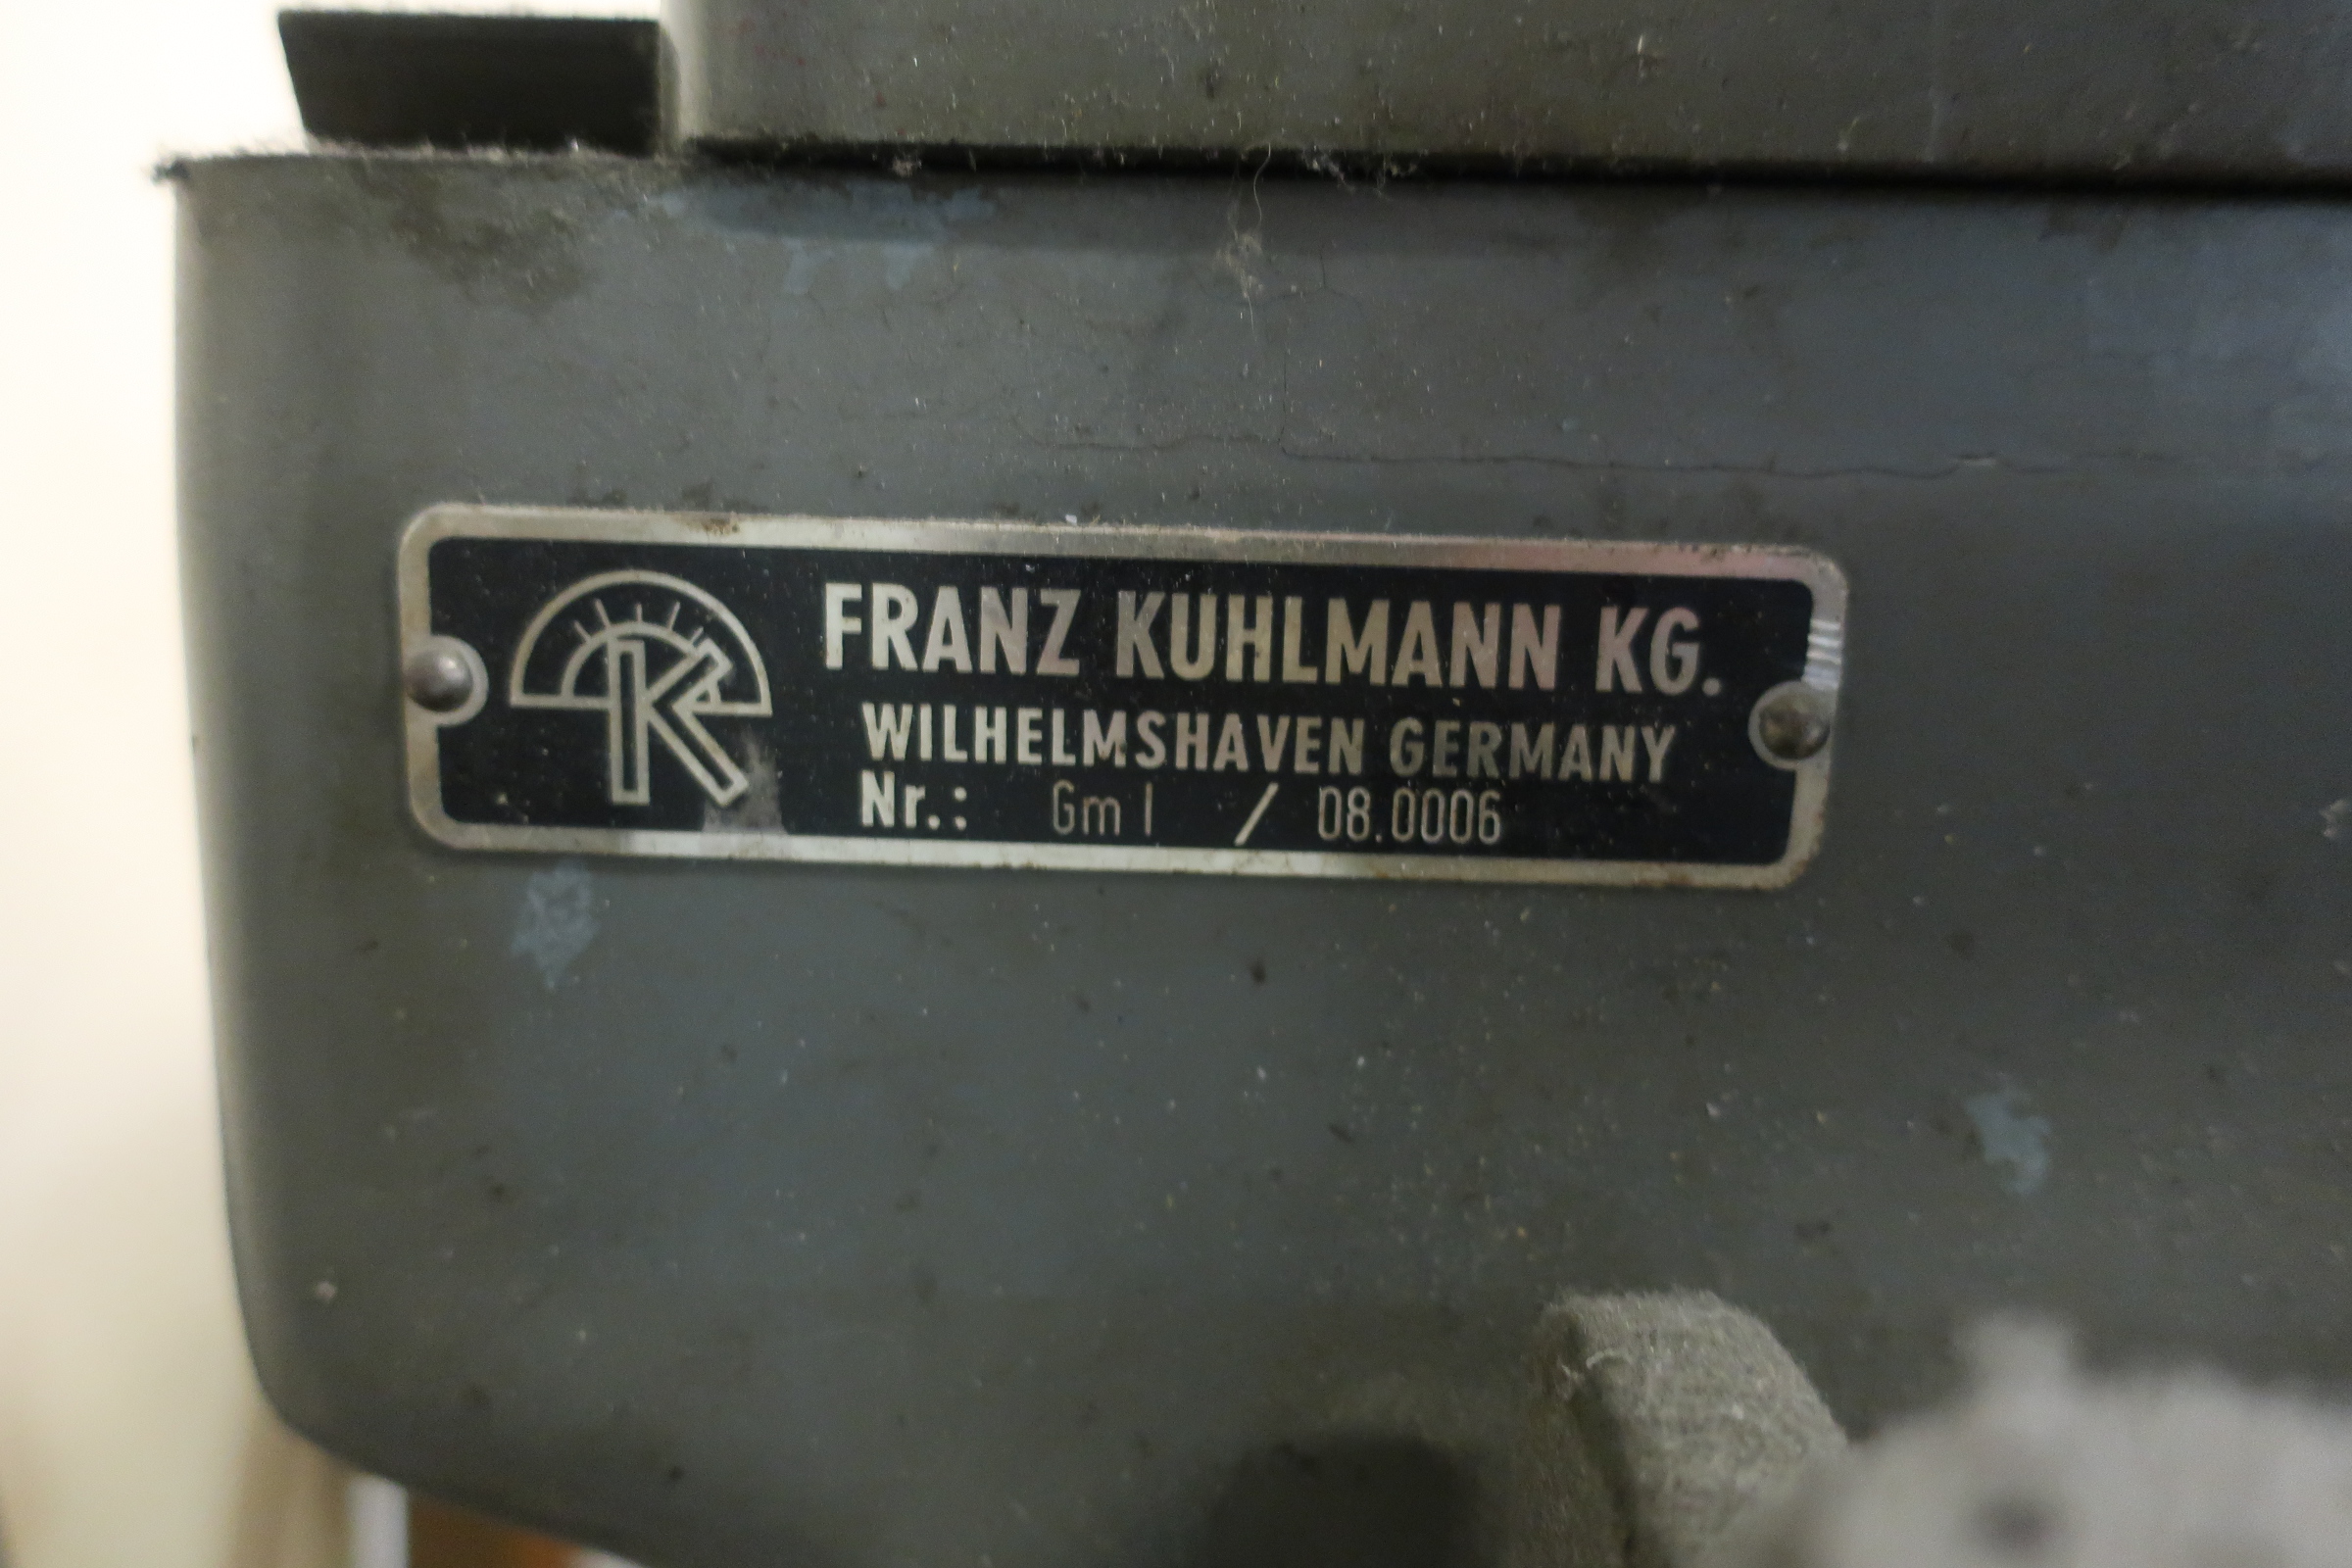 K
FRANZ KUHLMANN KG.
WILHELMSHAVEN GERMANY
Nr.: Gm I / 08.0006